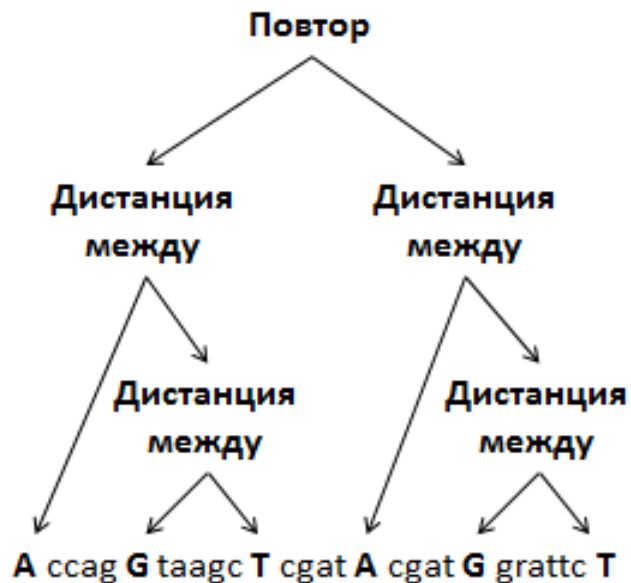 Повтор
Дистанция Дистанция
между между
Дистанция Дистанция
между между
A ccag G taagc T cgat A cgat G grattc T